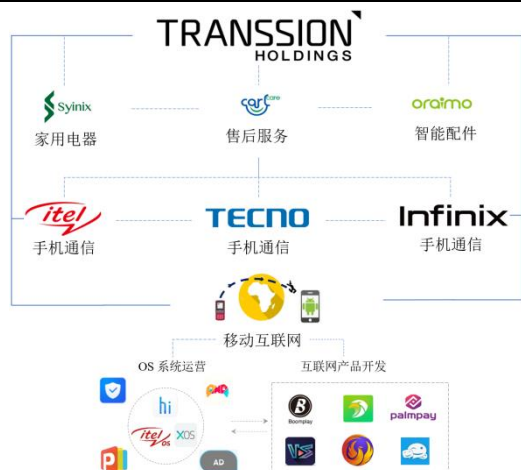 TRANSSION
HOLDINGS
Syinix
carlcare
oraimo
家用电器
售后服务
智能配件
itel
TECNO
Infinix
手机通信
手机通信
手机通信
移动互联网
OS 系统运营
互联网产品开发
hi
itel OS
XOS
AD
Boomplay
palmpay
VS